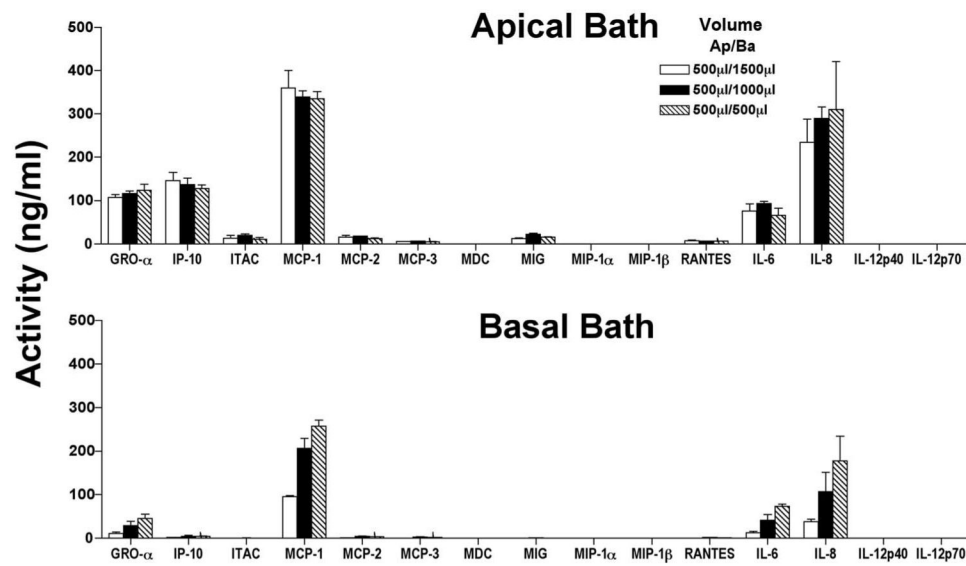 Apical Bath
Volume
Ap/Ba
500µl/1500µl
500µl/1000µl
500µl/500µl
Activity (ng/ml)
500
400
300
200
100
0
GRO-α IP-10 ITAC MCP-1 MCP-2 MCP-3 MDC MIG MIP-1α MIP-1β RANTES IL-6 IL-8 IL-12p40 IL-12p70
Basal Bath
500
400
300
200
100
0
GRO-α IP-10 ITAC MCP-1 MCP-2 MCP-3 MDC MIG MIP-1α MIP-1β RANTES IL-6 IL-8 IL-12p40 IL-12p70